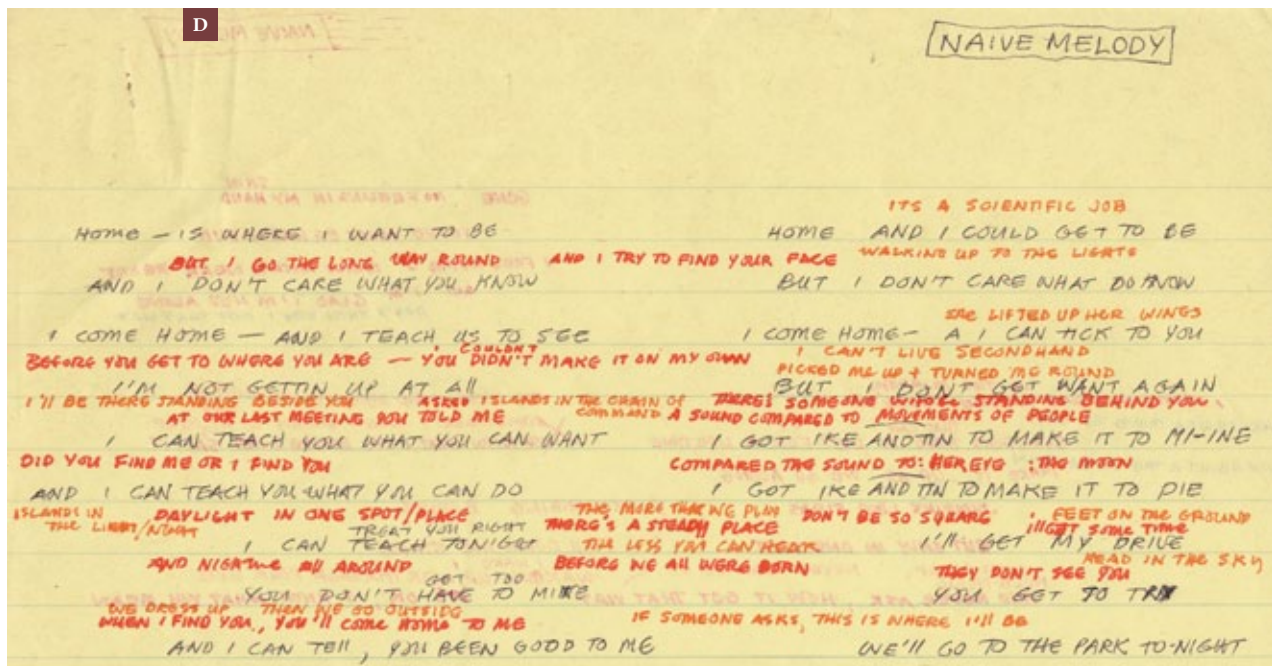 D
NAIVE MELODY
ITS A SCIENTIFIC JOB
HOME — IS WHERE I WANT TO BE
HOME AND I COULD GET TO BE
BUT I GO THE LONG WAY ROUND AND I TRY TO FIND YOUR FACE
WALKING UP TO THE LIGHTS
AND I DON'T CARE WHAT YOU KNOW
BUT I DON'T CARE WHAT DO KNOW
SHE LIFTED UP HER WINGS
I COME HOME — AND I TEACH US TO SEE
I COME HOME — A I CAN TICK TO YOU
I COULDN'T
BEFORE YOU GET TO WHERE YOU ARE — YOU DIDN'T MAKE IT ON MY OWN
I CAN'T LIVE SECONDHAND
PICKED ME UP + TURNED ME ROUND
I'M NOT GETTIN UP AT All
BUT I DON'T GET WANT AGAIN
I'll BE THERE STANDING BESIDE YOU
ASKED ISLANDS IN THE CHAIN OF COMMAND
THERE'S SOMEONE STANDING BEHIND YOU
AT OUR LAST MEETING YOU TOLD ME
A SOUND COMPARED TO MOVEMENTS OF PEOPLE
I CAN TEACH YOU WHAT YOU CAN WANT
I GOT IKE AND TIN TO MAKE IT TO MI-INE
DID YOU FIND ME OR I FIND YOU
COMPARED THE SOUND TO: HER EYE : THE MOON
AND I CAN TEACH YOU WHAT YOU CAN DO
I GOT IKE AND TIN TO MAKE IT TO PIE
ISLANDS IN THE LIGHT/NIGHT
DAYLIGHT IN ONE SPOT/PLACE
THE MORE THAT WE PLAN
DON'T BE SO SQUARE
FEET ON THE GROUND
TREAT YOU RIGHT
THERE'S A STEADY PLACE
I'll GET SOME TIME
I CAN TEACH TONIGHT
THE LESS YOU CAN HEAR
I'LL GET MY DRIVE
AND NIGHTIME All AROUND
BEFORE WE All WERE BORN
HEAD IN THE SKY
THEY DON'T SEE YOU
GET TOO
YOU DON'T HAVE TO MINE
YOU GET TO TRY
WE DRESS UP THEN WE GO OUTSIDE
WHEN I FIND YOU, YOU'll COME HOME TO ME
IF SOMEONE ASKS, THIS IS WHERE I'll BE
AND I CAN TEll, YOU BEEN GOOD TO ME
WE'll GO TO THE PARK TO-NIGHT